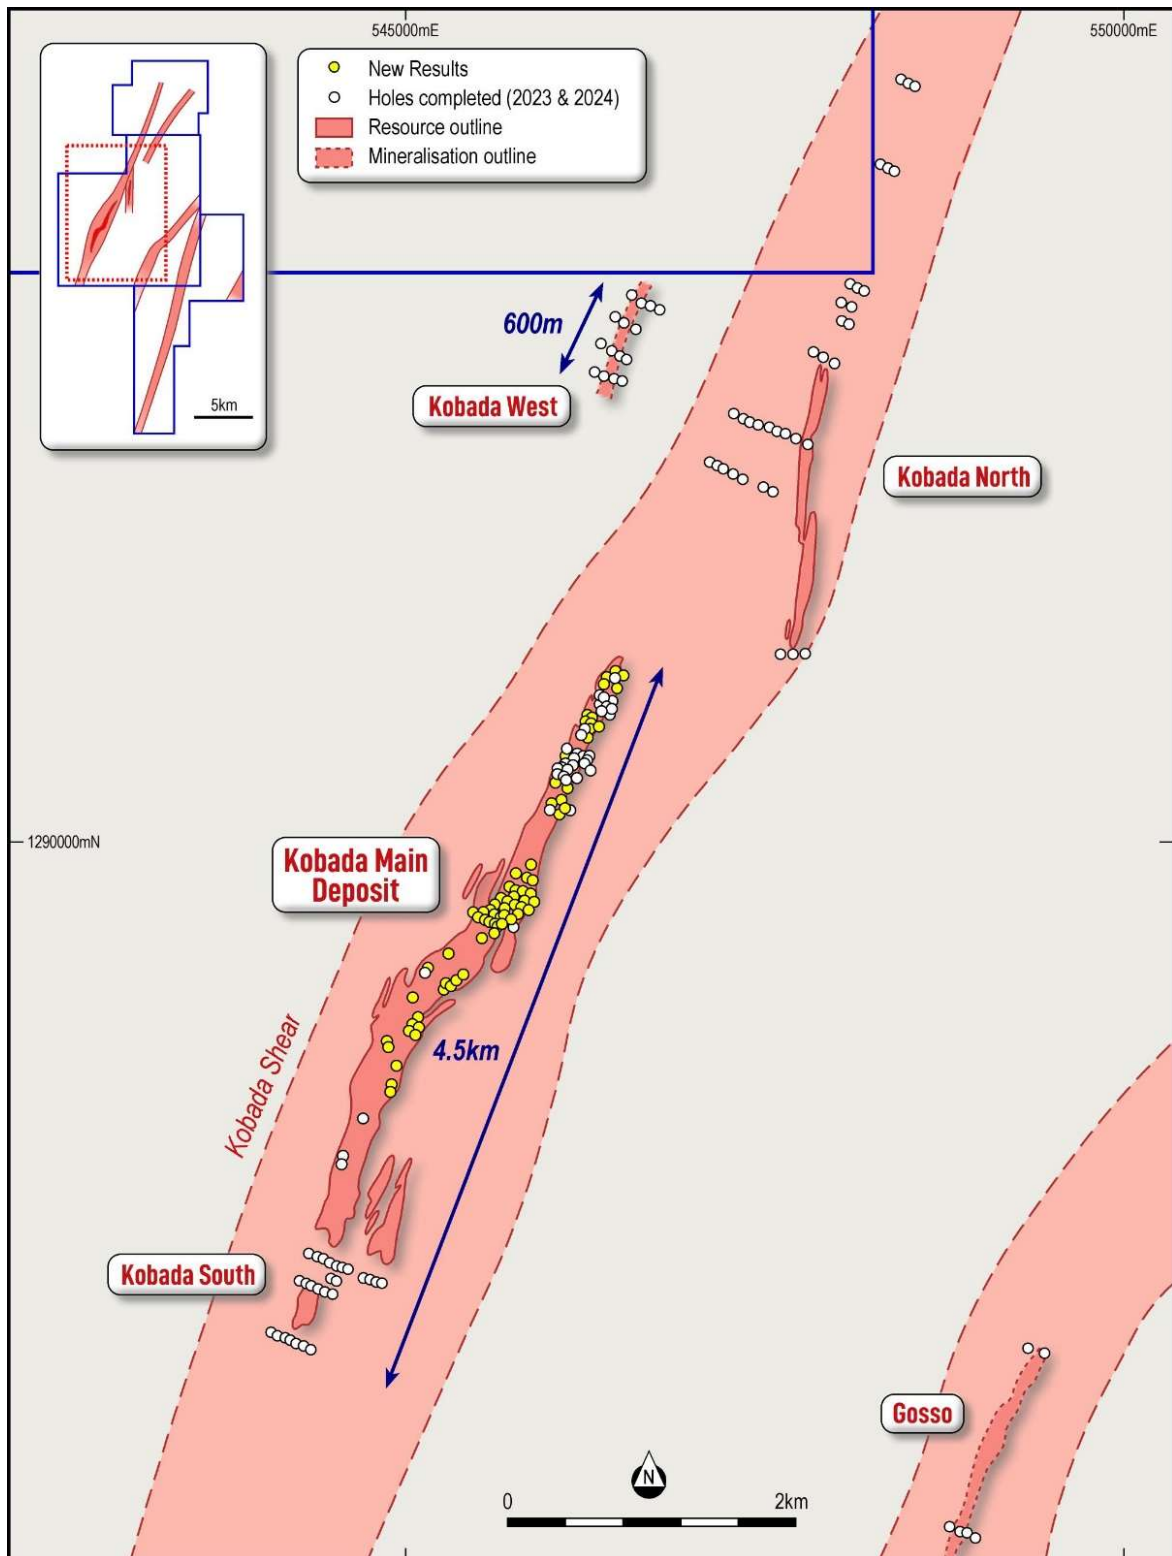 545000mE
550000mE
New Results
Holes completed (2023 & 2024)
Resource outline
Mineralisation outline
5km
600m
Kobada West
Kobada North
1290000mN
Kobada Main
Deposit
Kobada Shear
4.5km
Kobada South
Gosso
N
0
2km